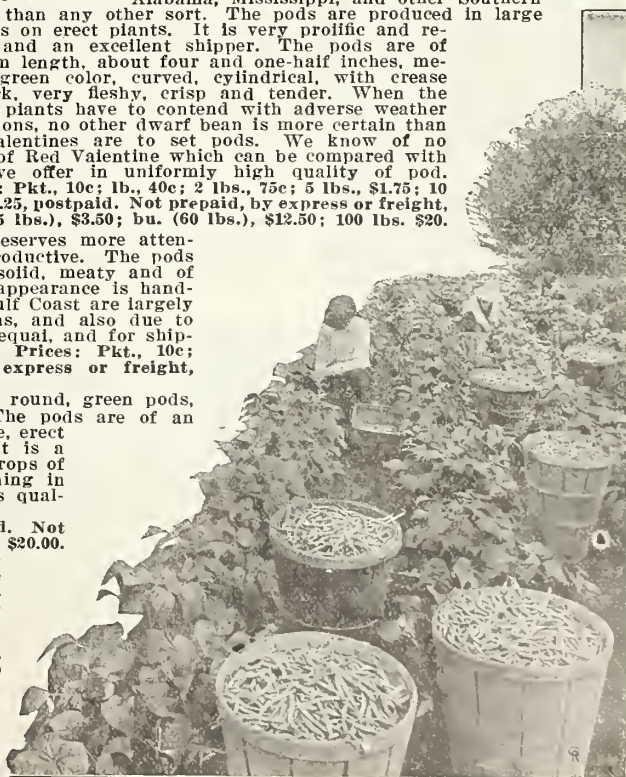 Alabama, Mississippi, and other Southern
than any other sort. The pods are produced in large
s on erect plants. It is very prolific and re-
and an excellent shipper. The pods are of
n length, about four and one-half inches, me-
green color, curved, cylindrical, with crease
k, very fleshy, crisp and tender. When the
plants have to contend with adverse weather
ons, no other dwarf bean is more certain than
alentines are to set pods. We know of no
of Red Valentine which can be compared with
ve offer in uniformly high quality of pod.
: Pkt., 10c; lb., 40c; 2 lbs., 75c; 5 lbs., $1.75; 10
.25, postpaid. Not prepaid, by express or freight,
5 lbs.), $3.50; bu. (60 lbs.), $12.50; 100 lbs. $20.
eserves more atten-
roductive. The pods
solid, meaty and of
appearance is hand-
ulf Coast are largely
ns, and also due to
equal, and for ship-
Prices: Pkt., 10c;
express or freight,
round, green pods,
The pods are of an
e, erect
t is a
rops of
ning in
s qual-
d. Not
$20.00.